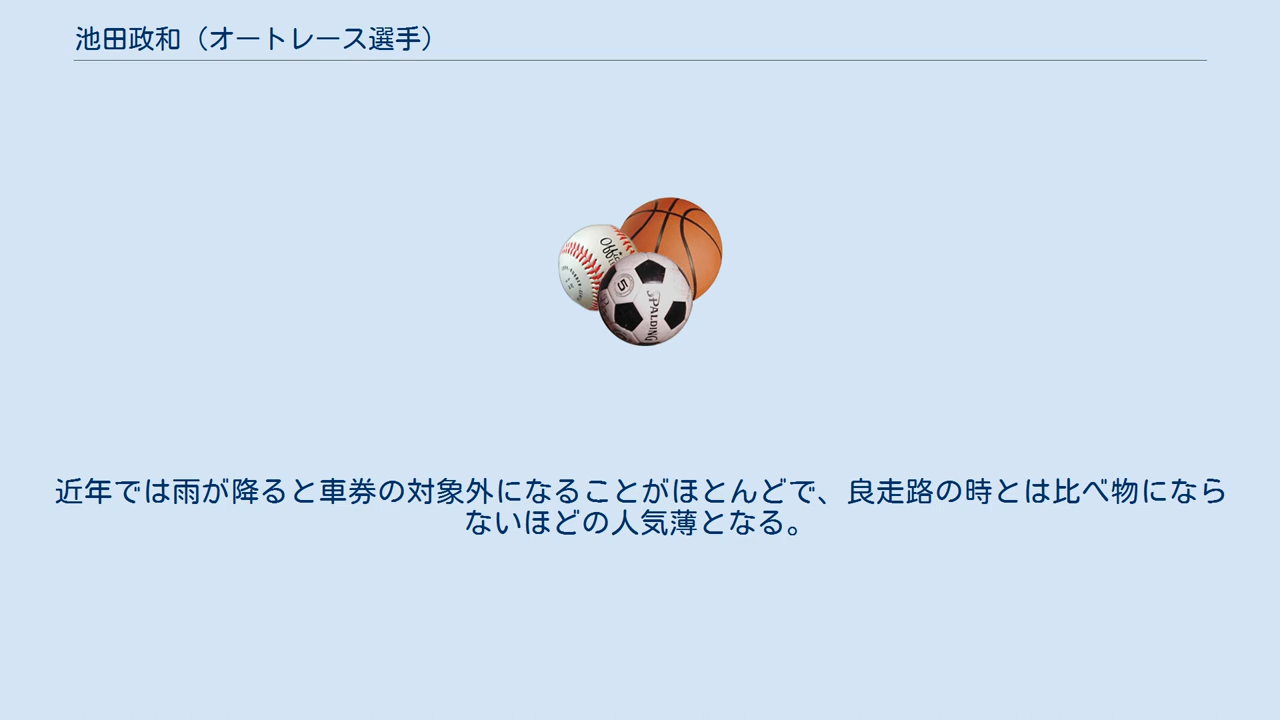 池田政和（オートレース選手）
Offi
5
SPALDING
近年では雨が降ると車券の対象外になることがほとんどで、良走路の時とは比べ物になら
ないほどの人気薄となる。